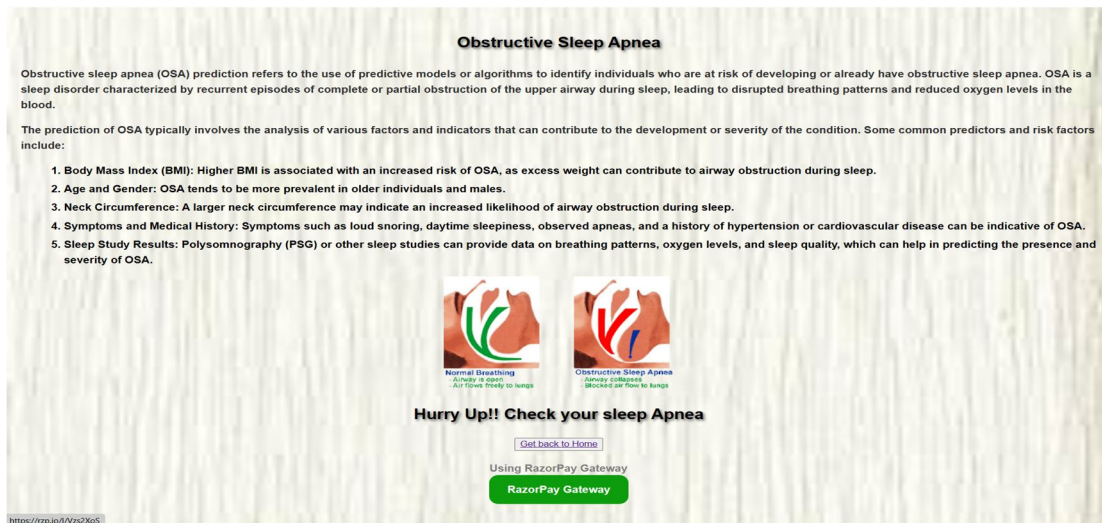 Obstructive Sleep Apnea
Obstructive sleep apnea (OSA) prediction refers to the use of predictive models or algorithms to identify individuals who are at risk of developing or already have obstructive sleep apnea. OSA is a
sleep disorder characterized by recurrent episodes of complete or partial obstruction of the upper airway during sleep, leading to disrupted breathing patterns and reduced oxygen levels in the
blood.
The prediction of OSA typically involves the analysis of various factors and indicators that can contribute to the development or severity of the condition. Some common predictors and risk factors
include:
1. Body Mass Index (BMI): Higher BMI is associated with an increased risk of OSA, as excess weight can contribute to airway obstruction during sleep.
2. Age and Gender: OSA tends to be more prevalent in older individuals and males.
3. Neck Circumference: A larger neck circumference may indicate an increased likelihood of airway obstruction during sleep.
4. Symptoms and Medical History: Symptoms such as loud snoring, daytime sleepiness, observed apneas, and a history of hypertension or cardiovascular disease can be indicative of OSA.
5. Sleep Study Results: Polysomnography (PSG) or other sleep studies can provide data on breathing patterns, oxygen levels, and sleep quality, which can help in predicting the presence and
severity of OSA.
Normal Breathing
- Airway is open
- Air flows freely to lungs
Obstructive Sleep Apnea
- Airway collapses
- Blocked air flow to lungs
Hurry Up!! Check your sleep Apnea
Get back to Home
Using RazorPay Gateway
RazorPay Gateway
https://rzp.io/l/Vzs2XoS